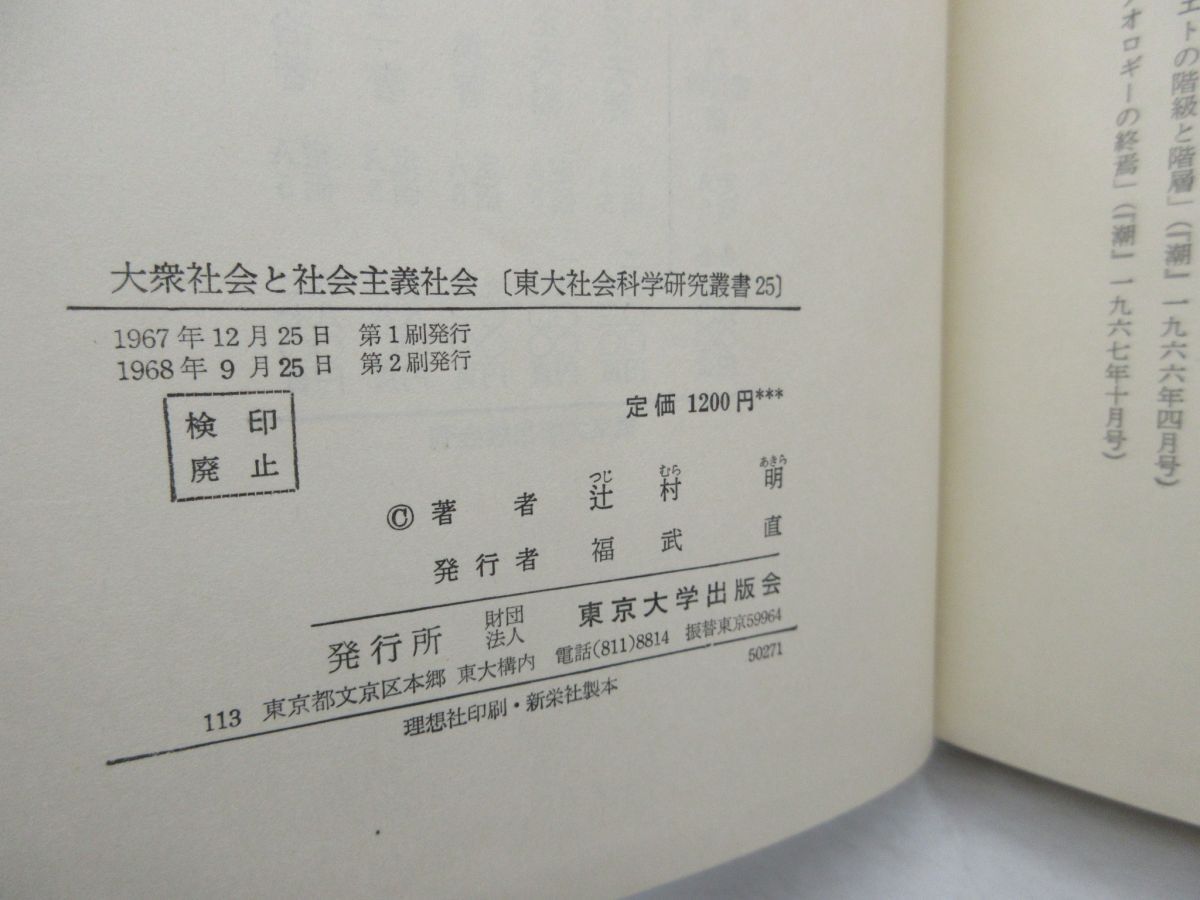 エトの階級と階層」(『潮』一九六六年四月号)
オロギーの終焉」(『潮』一九六七年十月号)
大衆社会と社会主義社会 〔東大社会科学研究叢書25〕
1967年12月25日 第1刷発行
1968年9月25日 第2刷発行
検印
廃止
定価 1200円***
つじ むら あきら
© 著者 辻村明
発行者 福武直
発行所 財団法人 東京大学出版会
113 東京都文京区本郷 東大構内 電話(811)8814 振替東京59964
理想社印刷・新栄社製本
50271